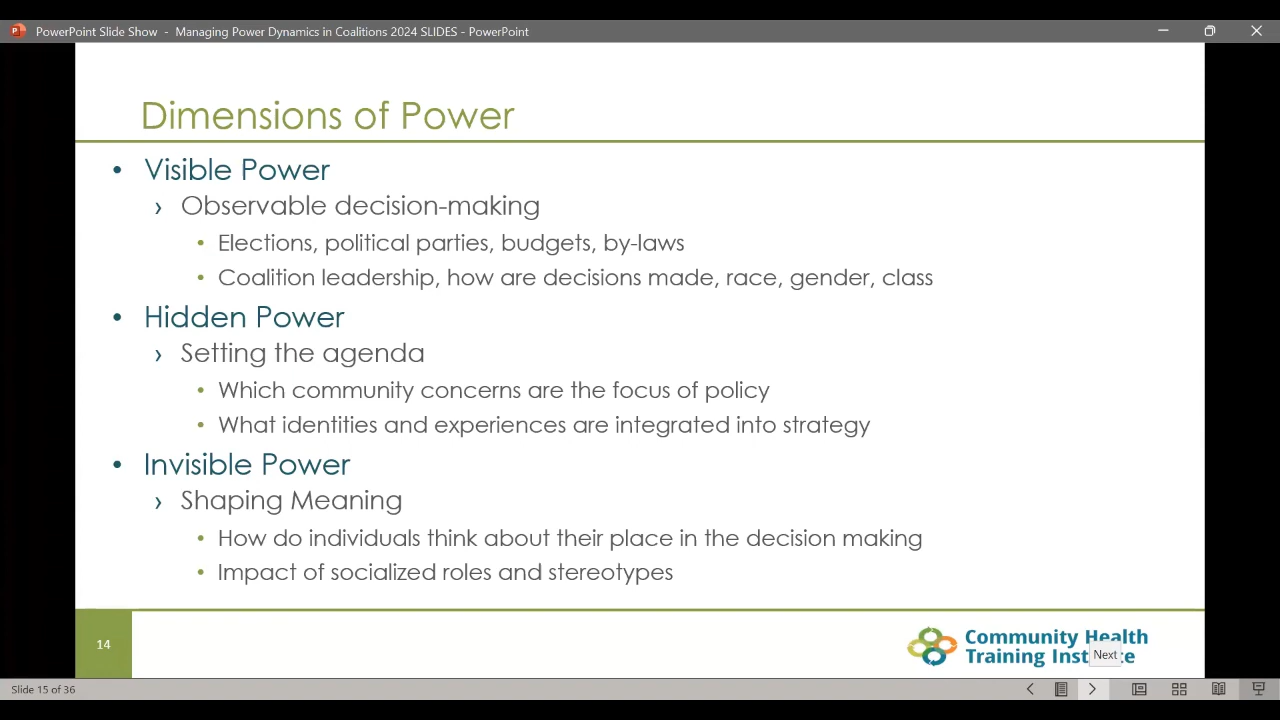 PowerPoint Slide Show - Managing Power Dynamics in Coalitions 2024 SLIDES - PowerPoint
Dimensions of Power
• Visible Power
› Observable decision-making
• Elections, political parties, budgets, by-laws
• Coalition leadership, how are decisions made, race, gender, class
• Hidden Power
› Setting the agenda
• Which community concerns are the focus of policy
• What identities and experiences are integrated into strategy
• Invisible Power
› Shaping Meaning
• How do individuals think about their place in the decision making
• Impact of socialized roles and stereotypes
14
Community Health
Training
Next
Slide 15 of 36